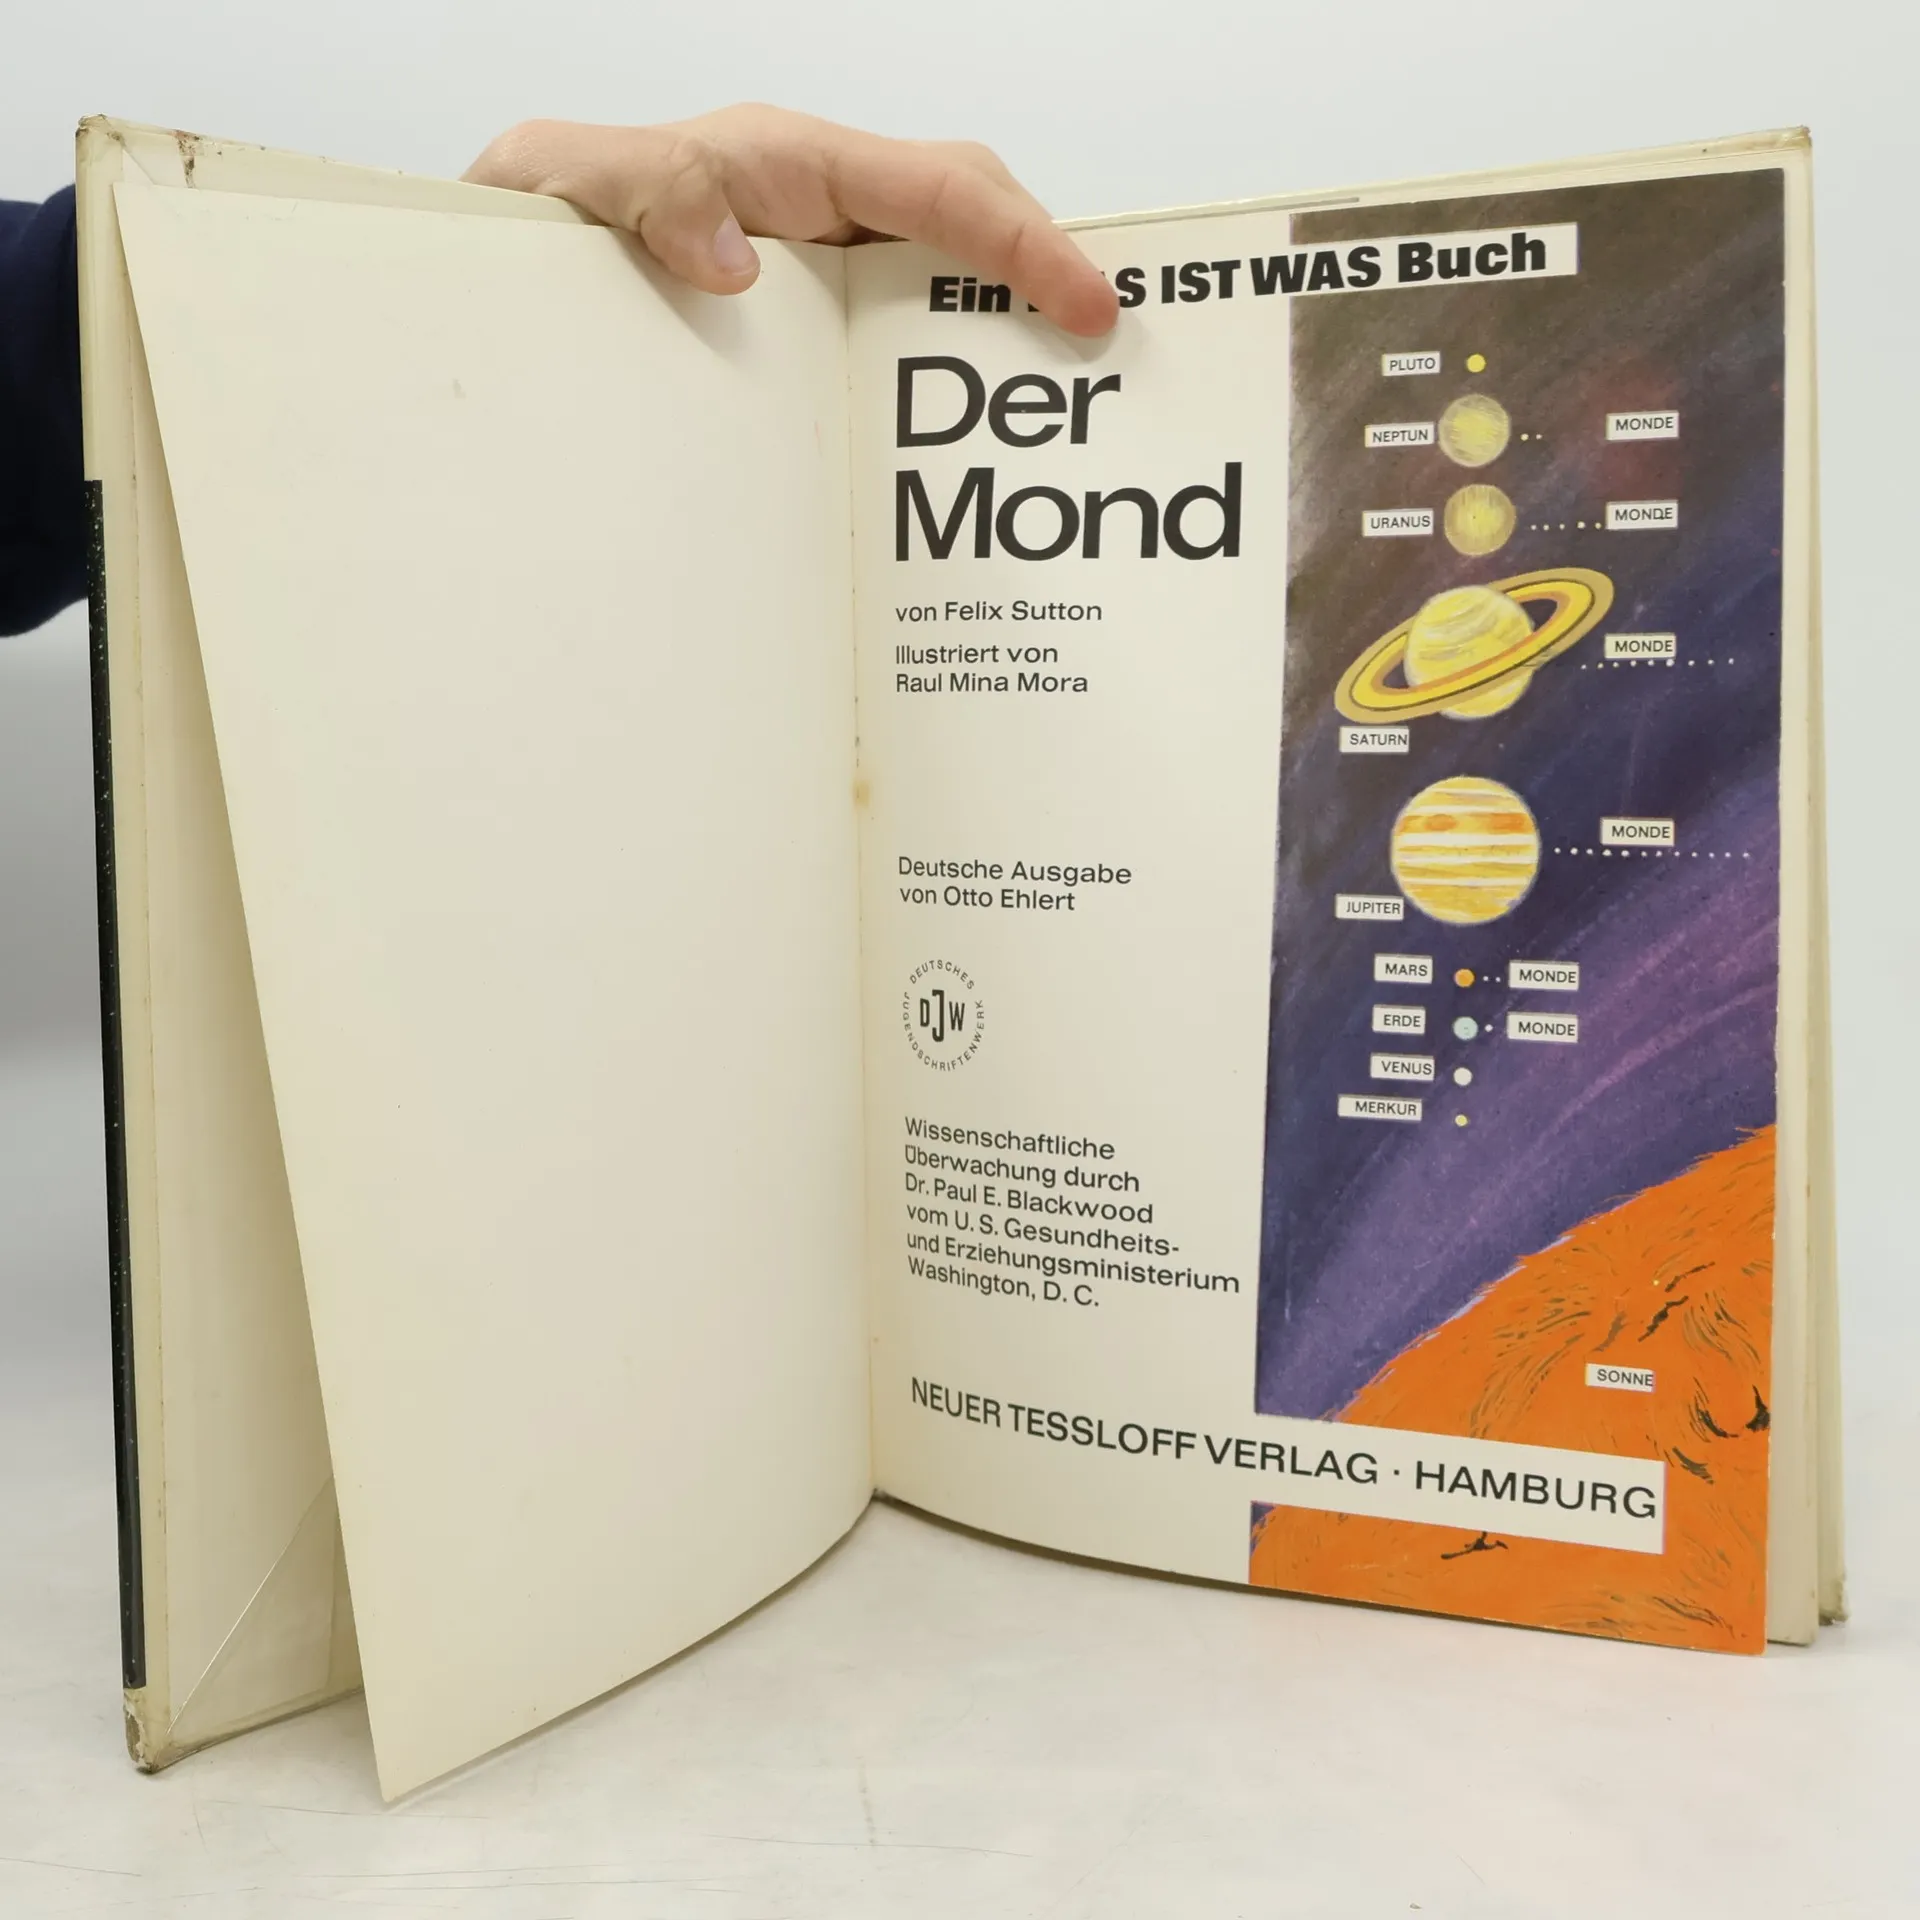 Ein WAS IST WAS Buch
Der
Mond
von Felix Sutton
Illustriert von
Raul Mina Mora
Deutsche Ausgabe
von Otto Ehlert
DEUTSCHES
JUGENDSCHRIFTENWERK
DJW
Wissenschaftliche
Überwachung durch
Dr. Paul E. Blackwood
vom U. S. Gesundheits-
und Erziehungsministerium
Washington, D. C.
NEUER TESSLOFF VERLAG · HAMBURG
PLUTO
NEPTUN MONDE
URANUS MONDE
MONDE
SATURN
MONDE
JUPITER
MARS MONDE
ERDE MONDE
VENUS
MERKUR
SONNE